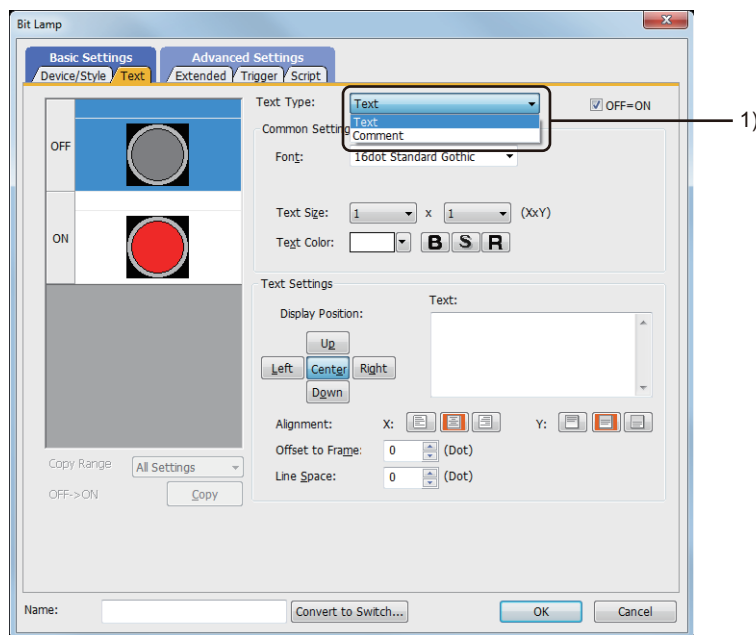 Bit Lamp
Basic Settings Advanced Settings
Device/Style Text Extended Trigger Script
Text Type: Text OFF=ON
Text
Comment
1)
Common Setting
Font: 16dot Standard Gothic
OFF
Text Size: 1 x 1 (XxY)
ON
Text Color: B S R
Text Settings
Text:
Display Position:
Up
Left Center Right
Down
Alignment: X: Y:
Offset to Frame: 0 (Dot)
Copy Range All Settings
Line Space: 0 (Dot)
OFF->ON Copy
Name: Convert to Switch... OK Cancel